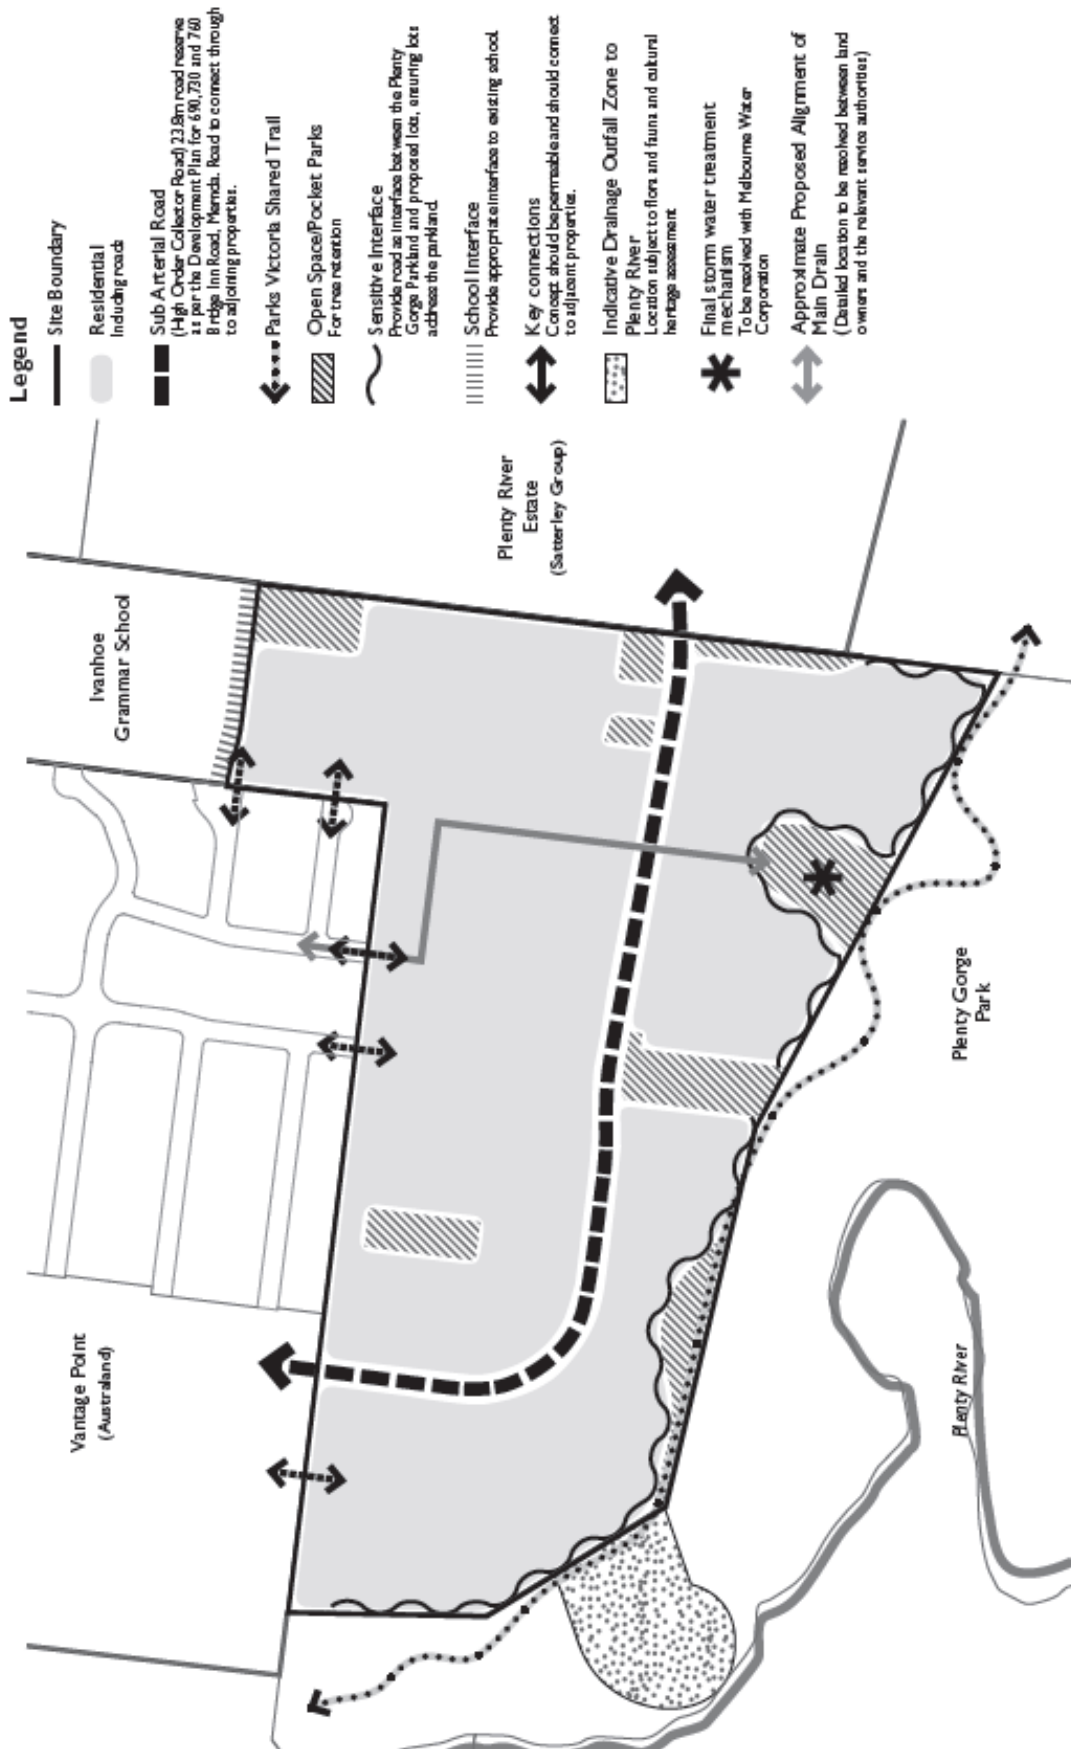 Legend
Site Boundary
Residential
Including roads
Sub Arterial Road
(High Order Collector Road) 23.8m road reserve
as per the Development Plan for 690,730 and 760
Bridge Inn Road, Mernda. Road to connect through
to adjoining properties.
Parks Victoria Shared Trail
Open Space/Pocket Parks
For tree retention
Sensitive Interface
Provide road as interface between the Plenty
Gorge Parkland and proposed lots, ensuring lots
address the parkland.
School Interface
Provide appropriate interface to existing school.
Key connections
Concept should be permeable and should connect
to adjacent properties.
Indicative Drainage Outfall Zone to
Plenty River
Location subject to flora and fauna and cultural
heritage assessment
Final storm water treatment
mechanism
To be resolved with Melbourne Water
Corporation
Approximate Proposed Alignment of
Main Drain
(Detailed location to be resolved between land
owners and the relevant service authorities)
Ivanhoe
Grammar School
Plenty River
Estate
(Satterley Group)
Vantage Point
(Australand)
Plenty Gorge
Park
Plenty River